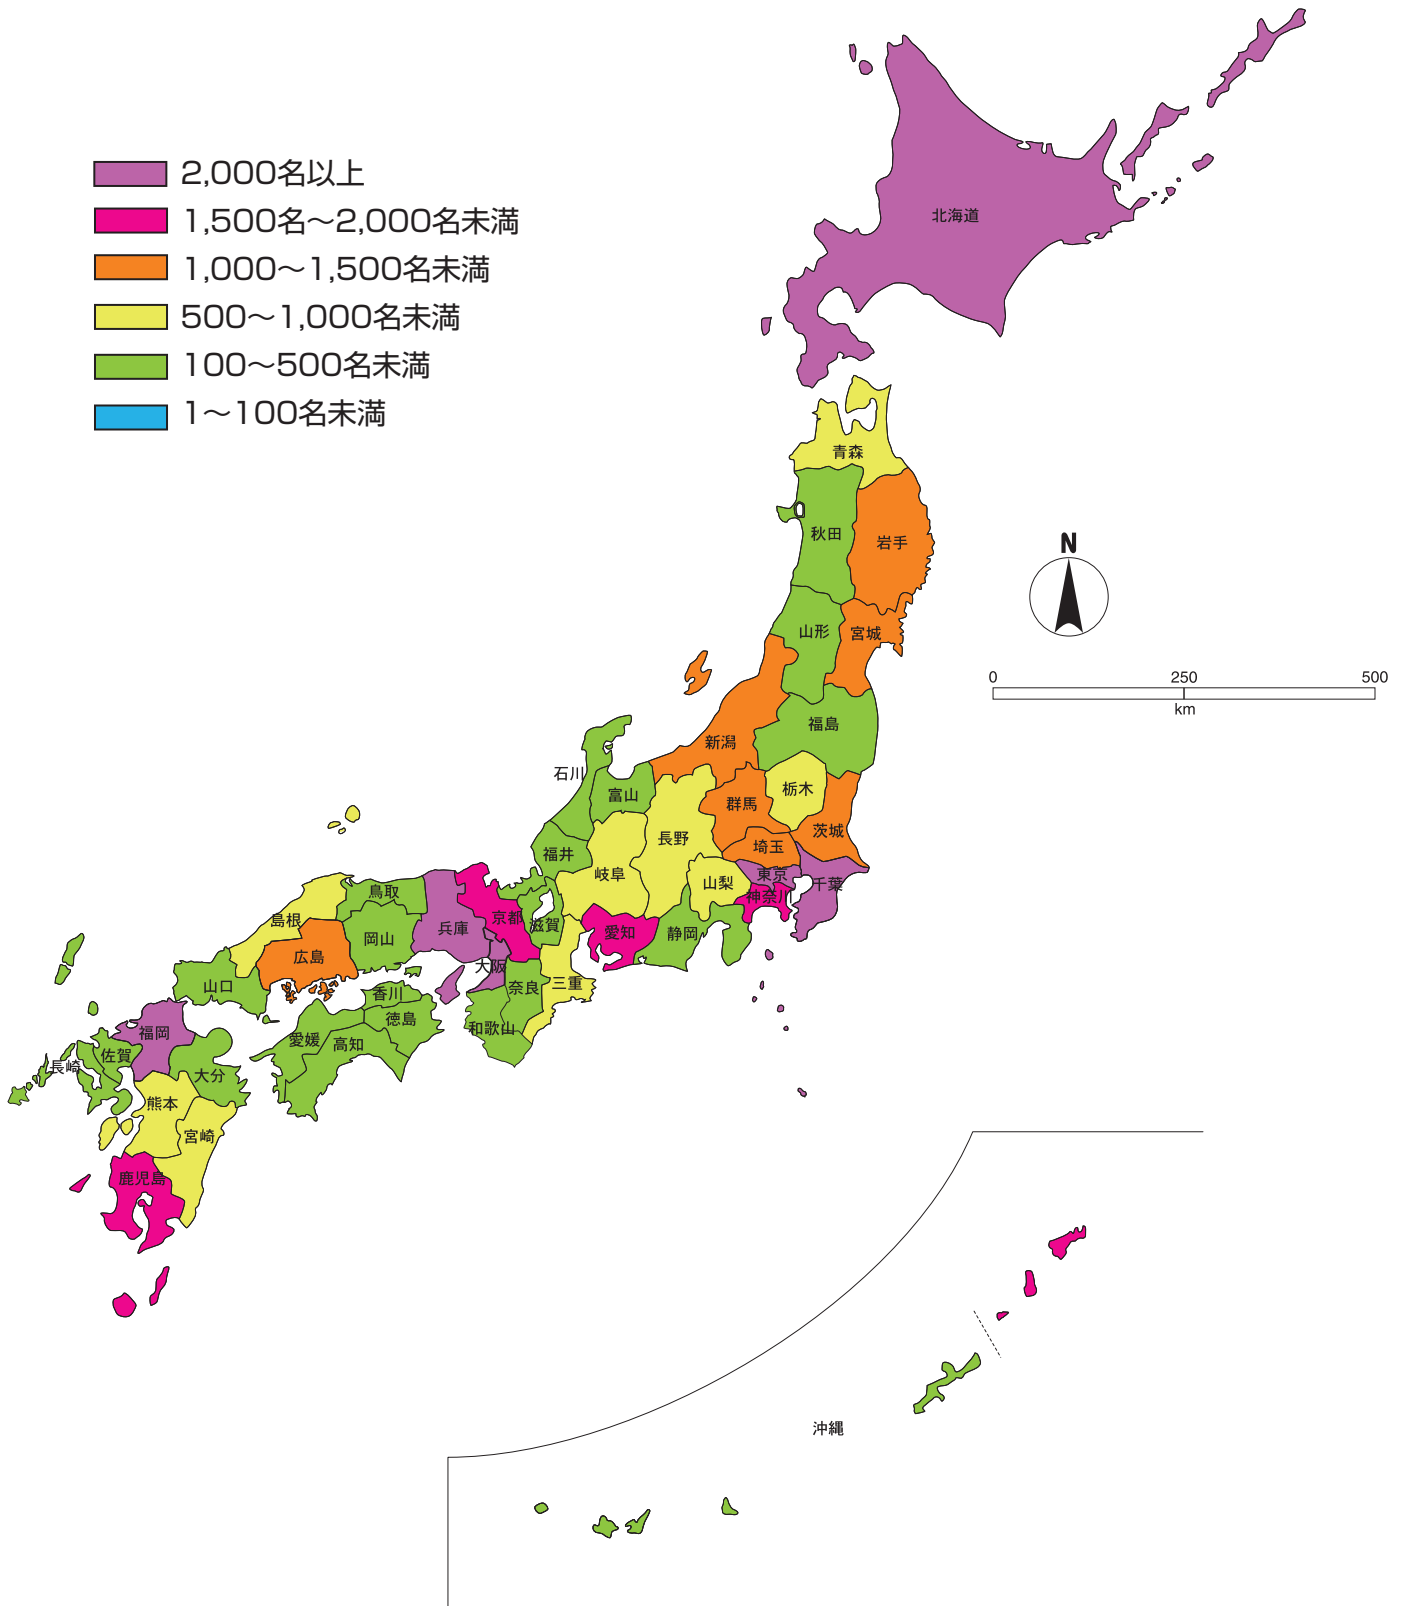 2,000名以上
1,500名～2,000名未満
1,000～1,500名未満
500～1,000名未満
100～500名未満
1～100名未満
北海道
青森
秋田
岩手
N
山形
宮城
0 250 500
km
福島
新潟
石川
富山
栃木
群馬
茨城
長野
埼玉
福井
岐阜
東京
山梨
千葉
神奈川
鳥取
島根
京都
滋賀
兵庫
愛知
静岡
岡山
広島
大阪
三重
奈良
山口
香川
徳島
和歌山
福岡
愛媛
高知
佐賀
長崎
大分
熊本
宮崎
鹿児島
沖縄